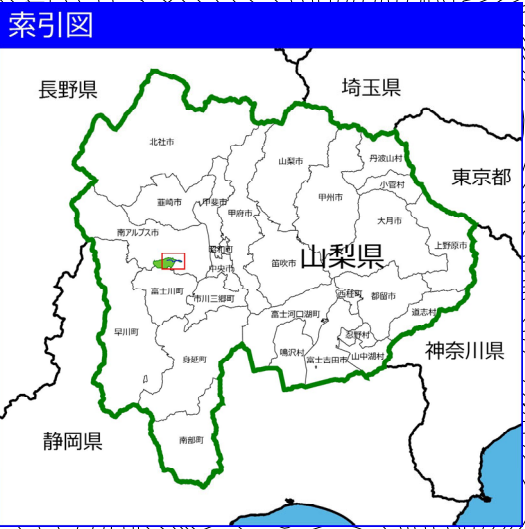 索引図
長野県
埼玉県
北杜市
山梨市
丹波山村
東京都
小菅村
韮崎市
甲斐市
甲州市
甲府市
大月市
南アルプス市
昭和町
上野原市
山梨県
笛吹市
中央市
富士川町
市川三郷町
西桂町
都留市
道志村
富士河口湖町
早川町
忍野村
神奈川県
鳴沢村
山中湖村
身延町
富士吉田市
静岡県
南部町